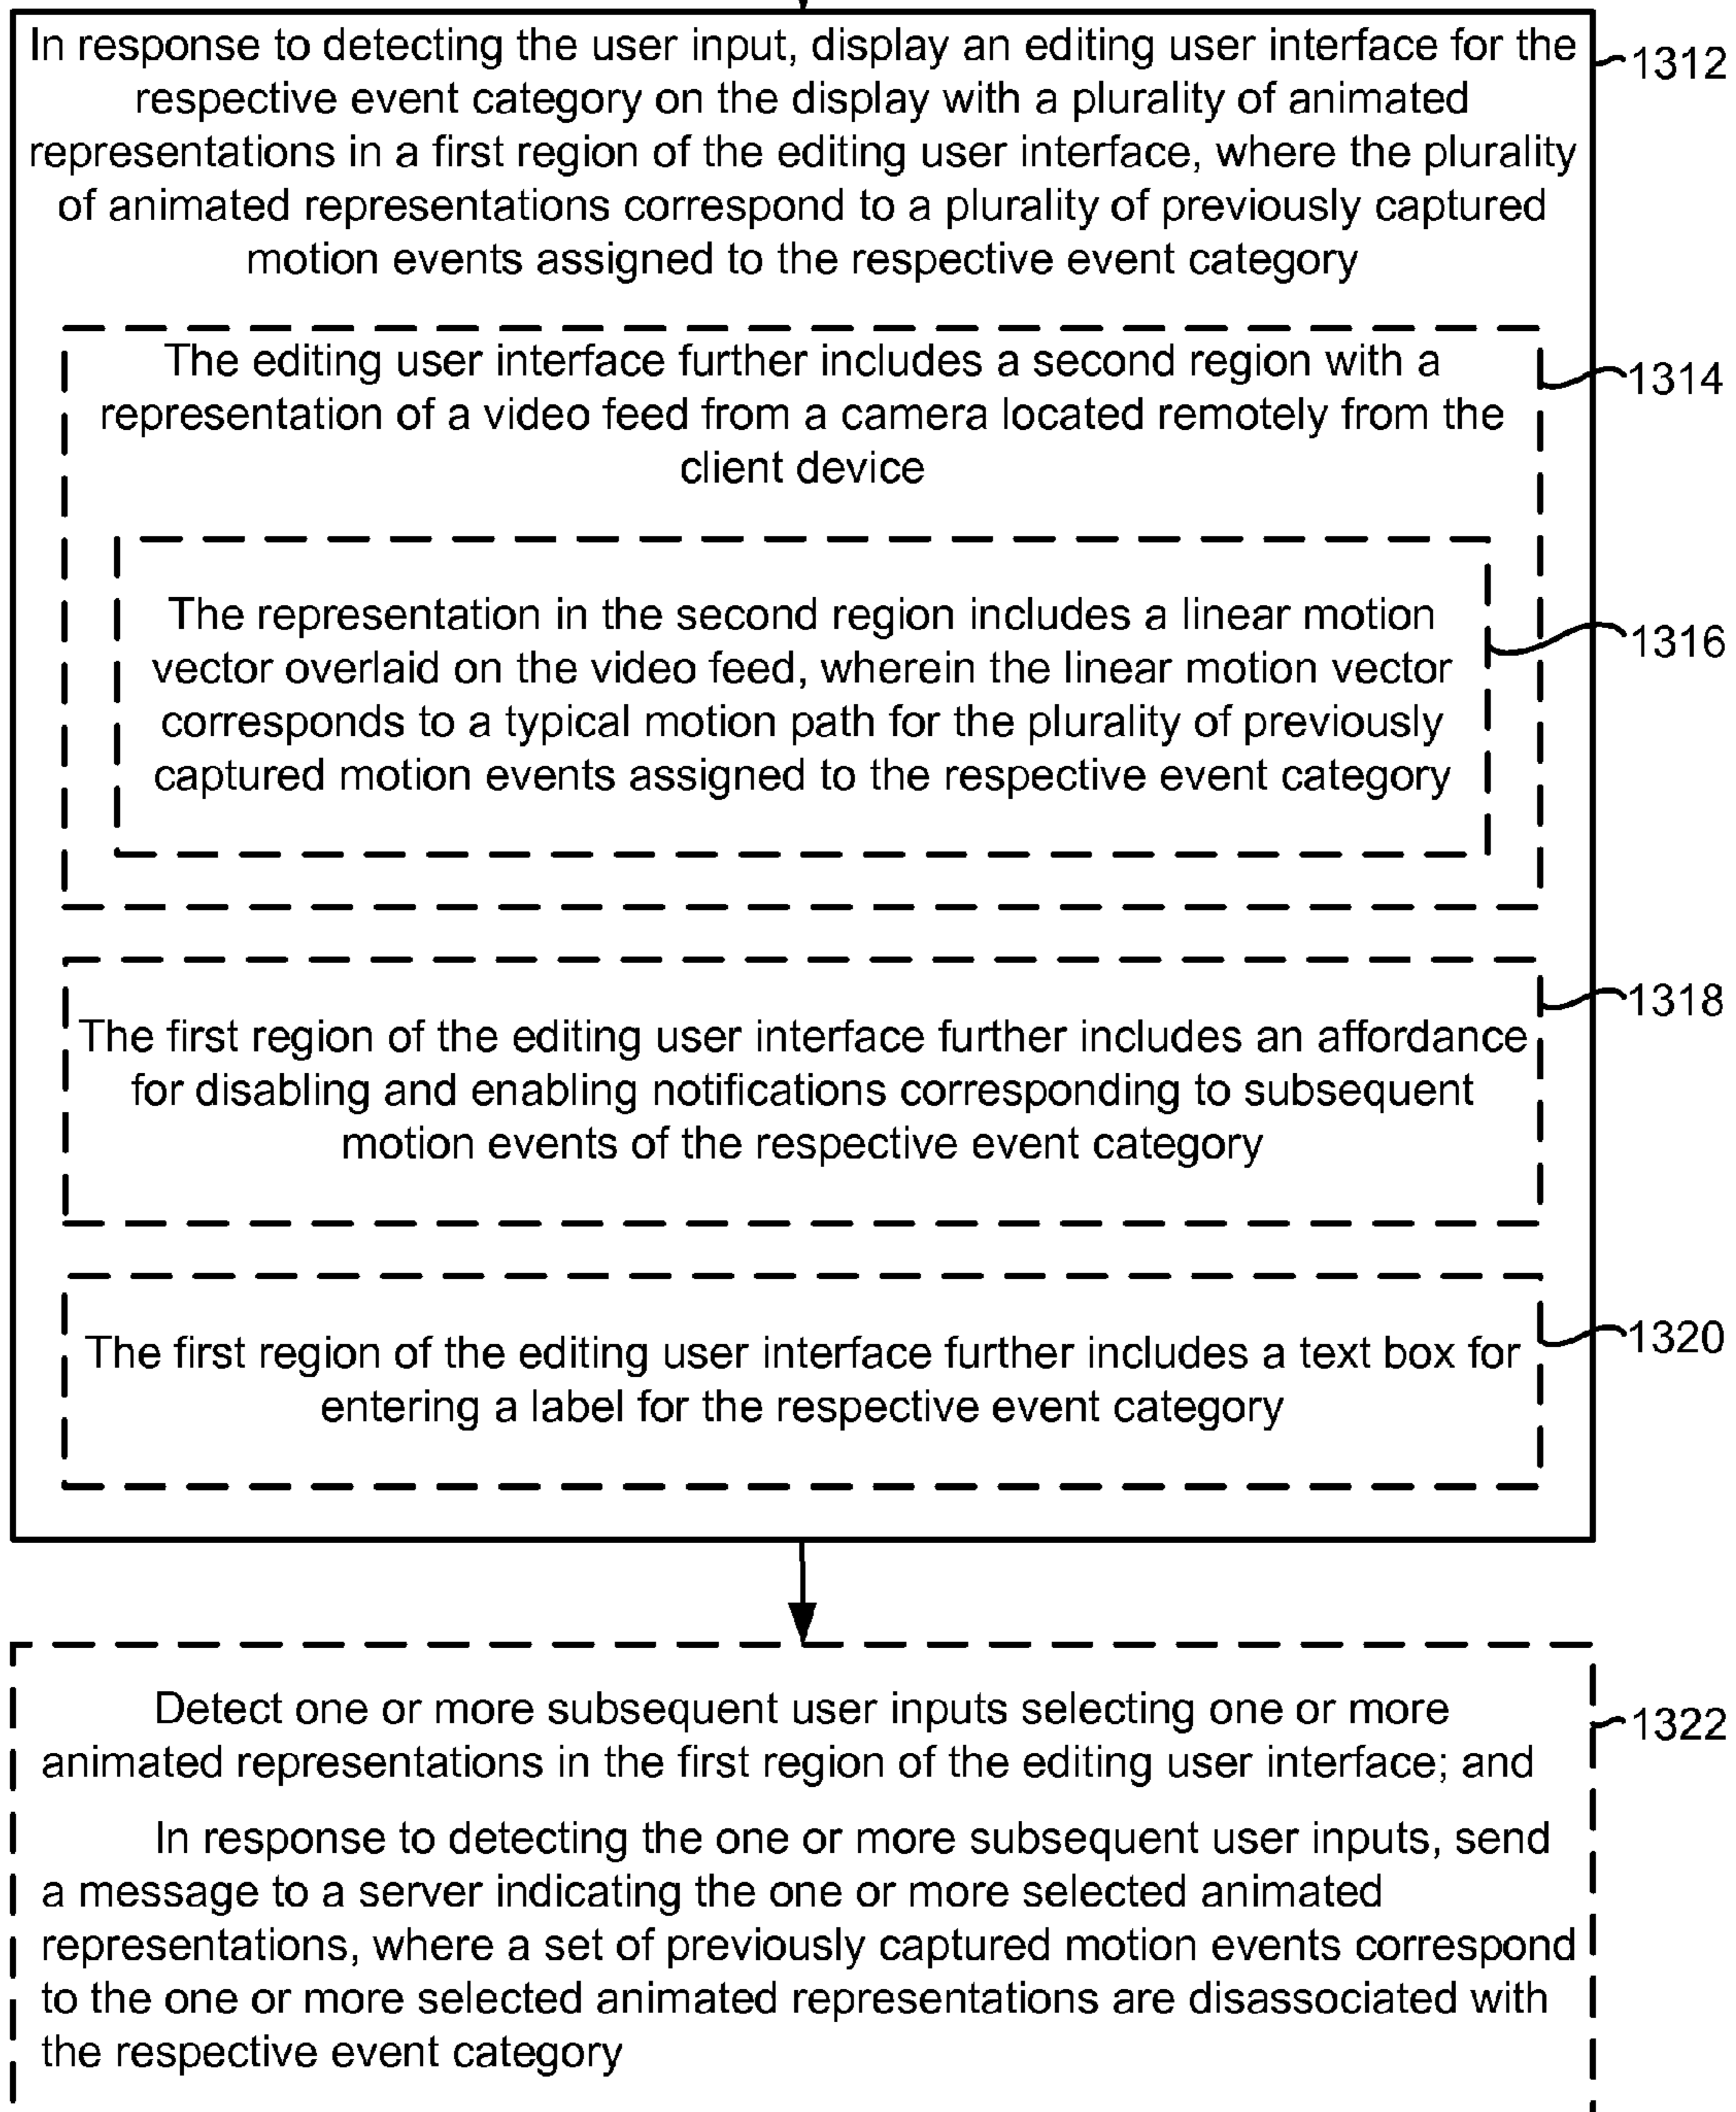 In response to detecting the user input, display an editing user interface for the
1312
respective event category on the display with a plurality of animated
representations in a first region of the editing user interface, where the plurality
of animated representations correspond to a plurality of previously captured
motion events assigned to the respective event category
The editing user interface further includes a second region with a
1314
representation of a video feed from a camera located remotely from the
client device
The representation in the second region includes a linear motion
1316
vector overlaid on the video feed, wherein the linear motion vector
corresponds to a typical motion path for the plurality of previously
captured motion events assigned to the respective event category
1318
The first region of the editing user interface further includes an affordance
for disabling and enabling notifications corresponding to subsequent
motion events of the respective event category
1320
The first region of the editing user interface further includes a text box for
entering a label for the respective event category
Detect one or more subsequent user inputs selecting one or more
1322
animated representations in the first region of the editing user interface; and
In response to detecting the one or more subsequent user inputs, send
a message to a server indicating the one or more selected animated
representations, where a set of previously captured motion events correspond
to the one or more selected animated representations are disassociated with
the respective event category